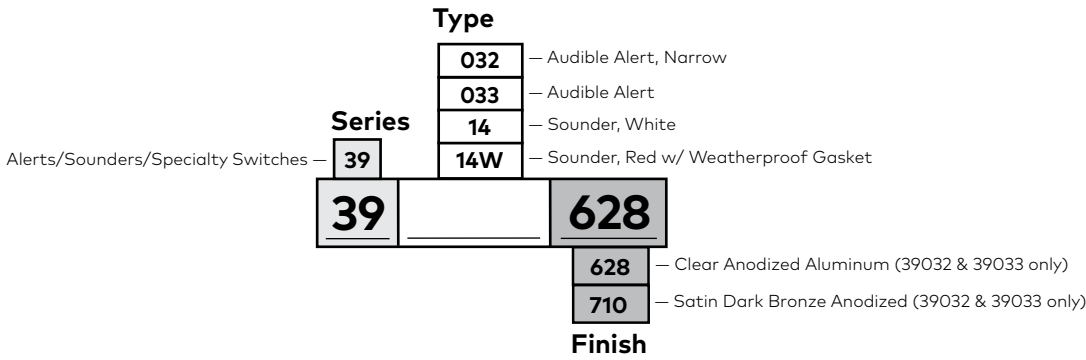 Type
032 — Audible Alert, Narrow
033 — Audible Alert
Series
14 — Sounder, White
Alerts/Sounders/Specialty Switches — 39
14W — Sounder, Red w/ Weatherproof Gasket
39 628
628 — Clear Anodized Aluminum (39032 & 39033 only)
710 — Satin Dark Bronze Anodized (39032 & 39033 only)
Finish